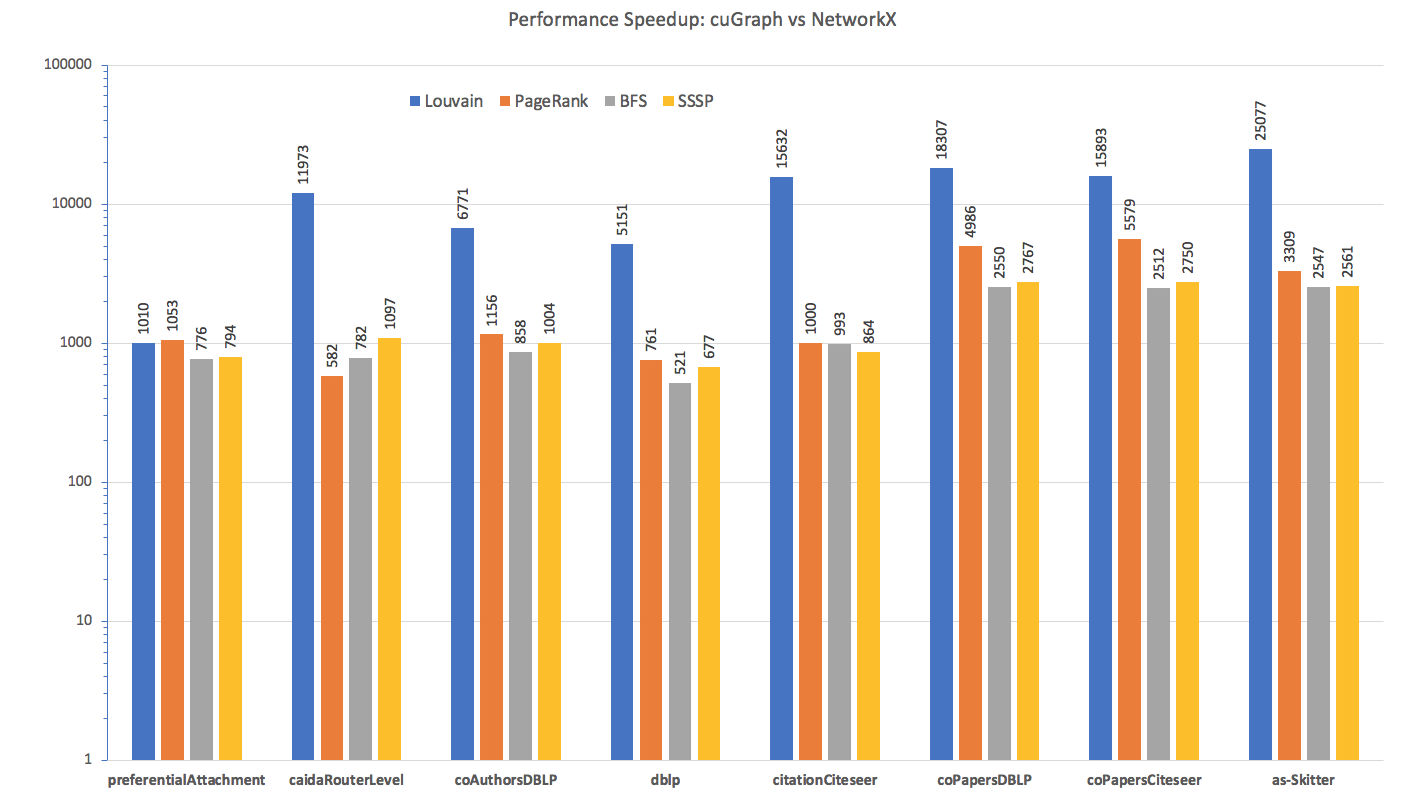 Performance Speedup: cuGraph vs NetworkX
Louvain PageRank BFS SSSP
100000
10000
1000
100
10
1
1010 1053 776 794
11973 582 782 1097
6771 1156 858 1004
5151 761 521 677
15632 1000 993 864
18307 4986 2550 2767
15893 5579 2512 2750
25077 3309 2547 2561
preferentialAttachment caidaRouterLevel coAuthorsDBLP dblp citationCiteseer coPapersDBLP coPapersCiteseer as-Skitter